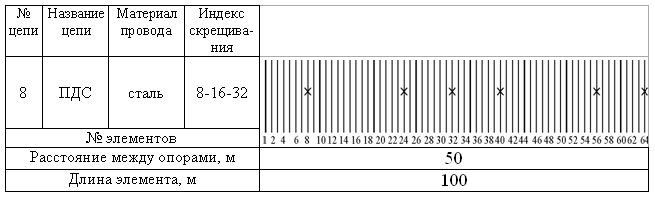 № цепи Название цепи Материал провода Индекс скрещива-ния
8 ПДС сталь 8-16-32
№ элементов 1 2 4 6 8 10 12 14 16 18 20 22 24 26 28 30 32 34 36 38 40 42 44 46 48 50 52 54 56 58 60 62 64
Расстояние между опорами, м 50
Длина элемента, м 100